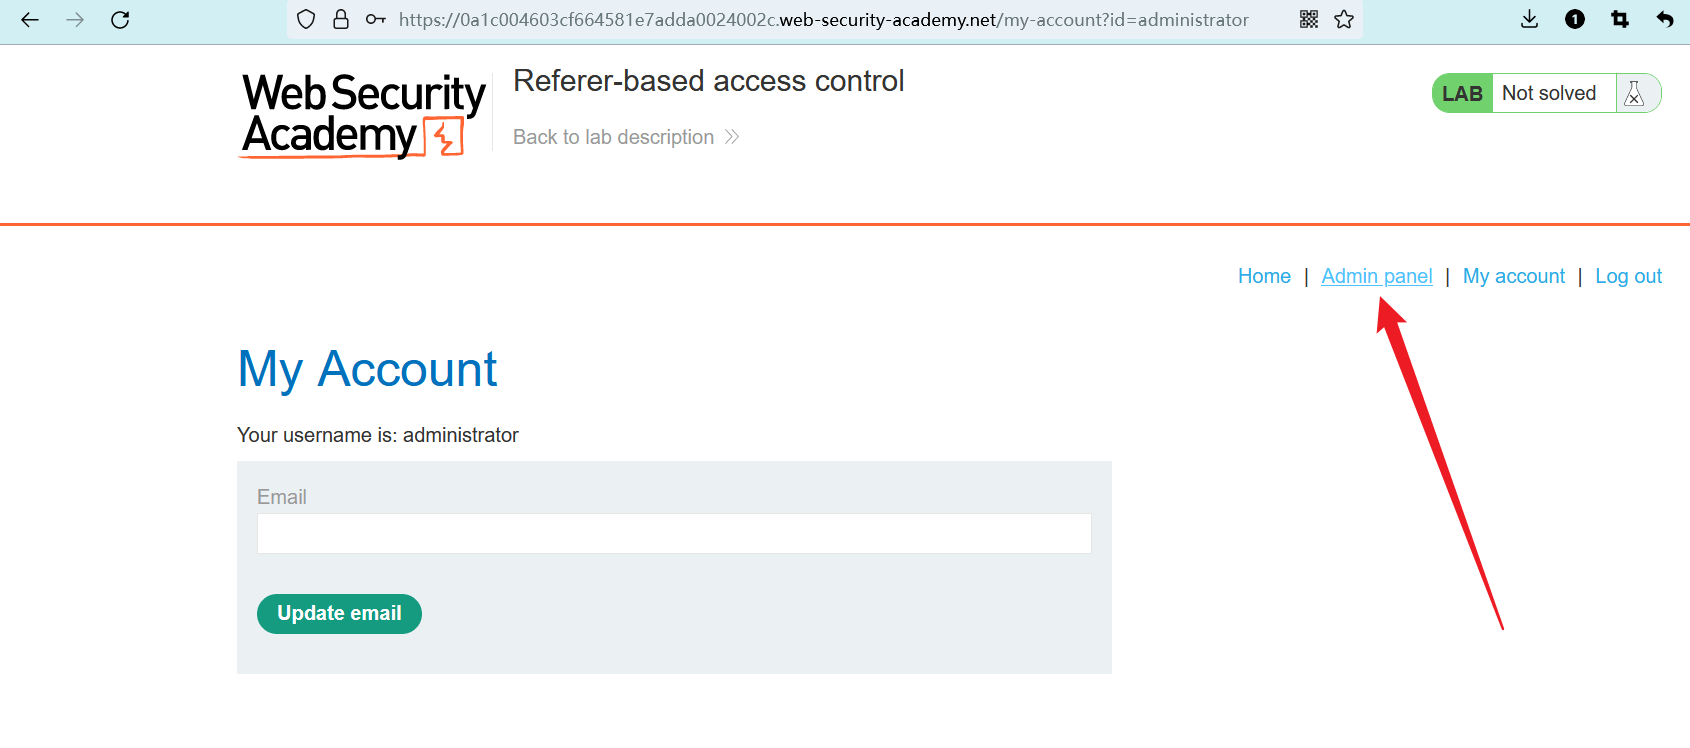 https://0a1c004603cf664581e7adda0024002c.web-security-academy.net/my-account?id=administrator
1
Web Security
Academy
Referer-based access control
Back to lab description
LAB Not solved
Home | Admin panel | My account | Log out
My Account
Your username is: administrator
Email
Update email